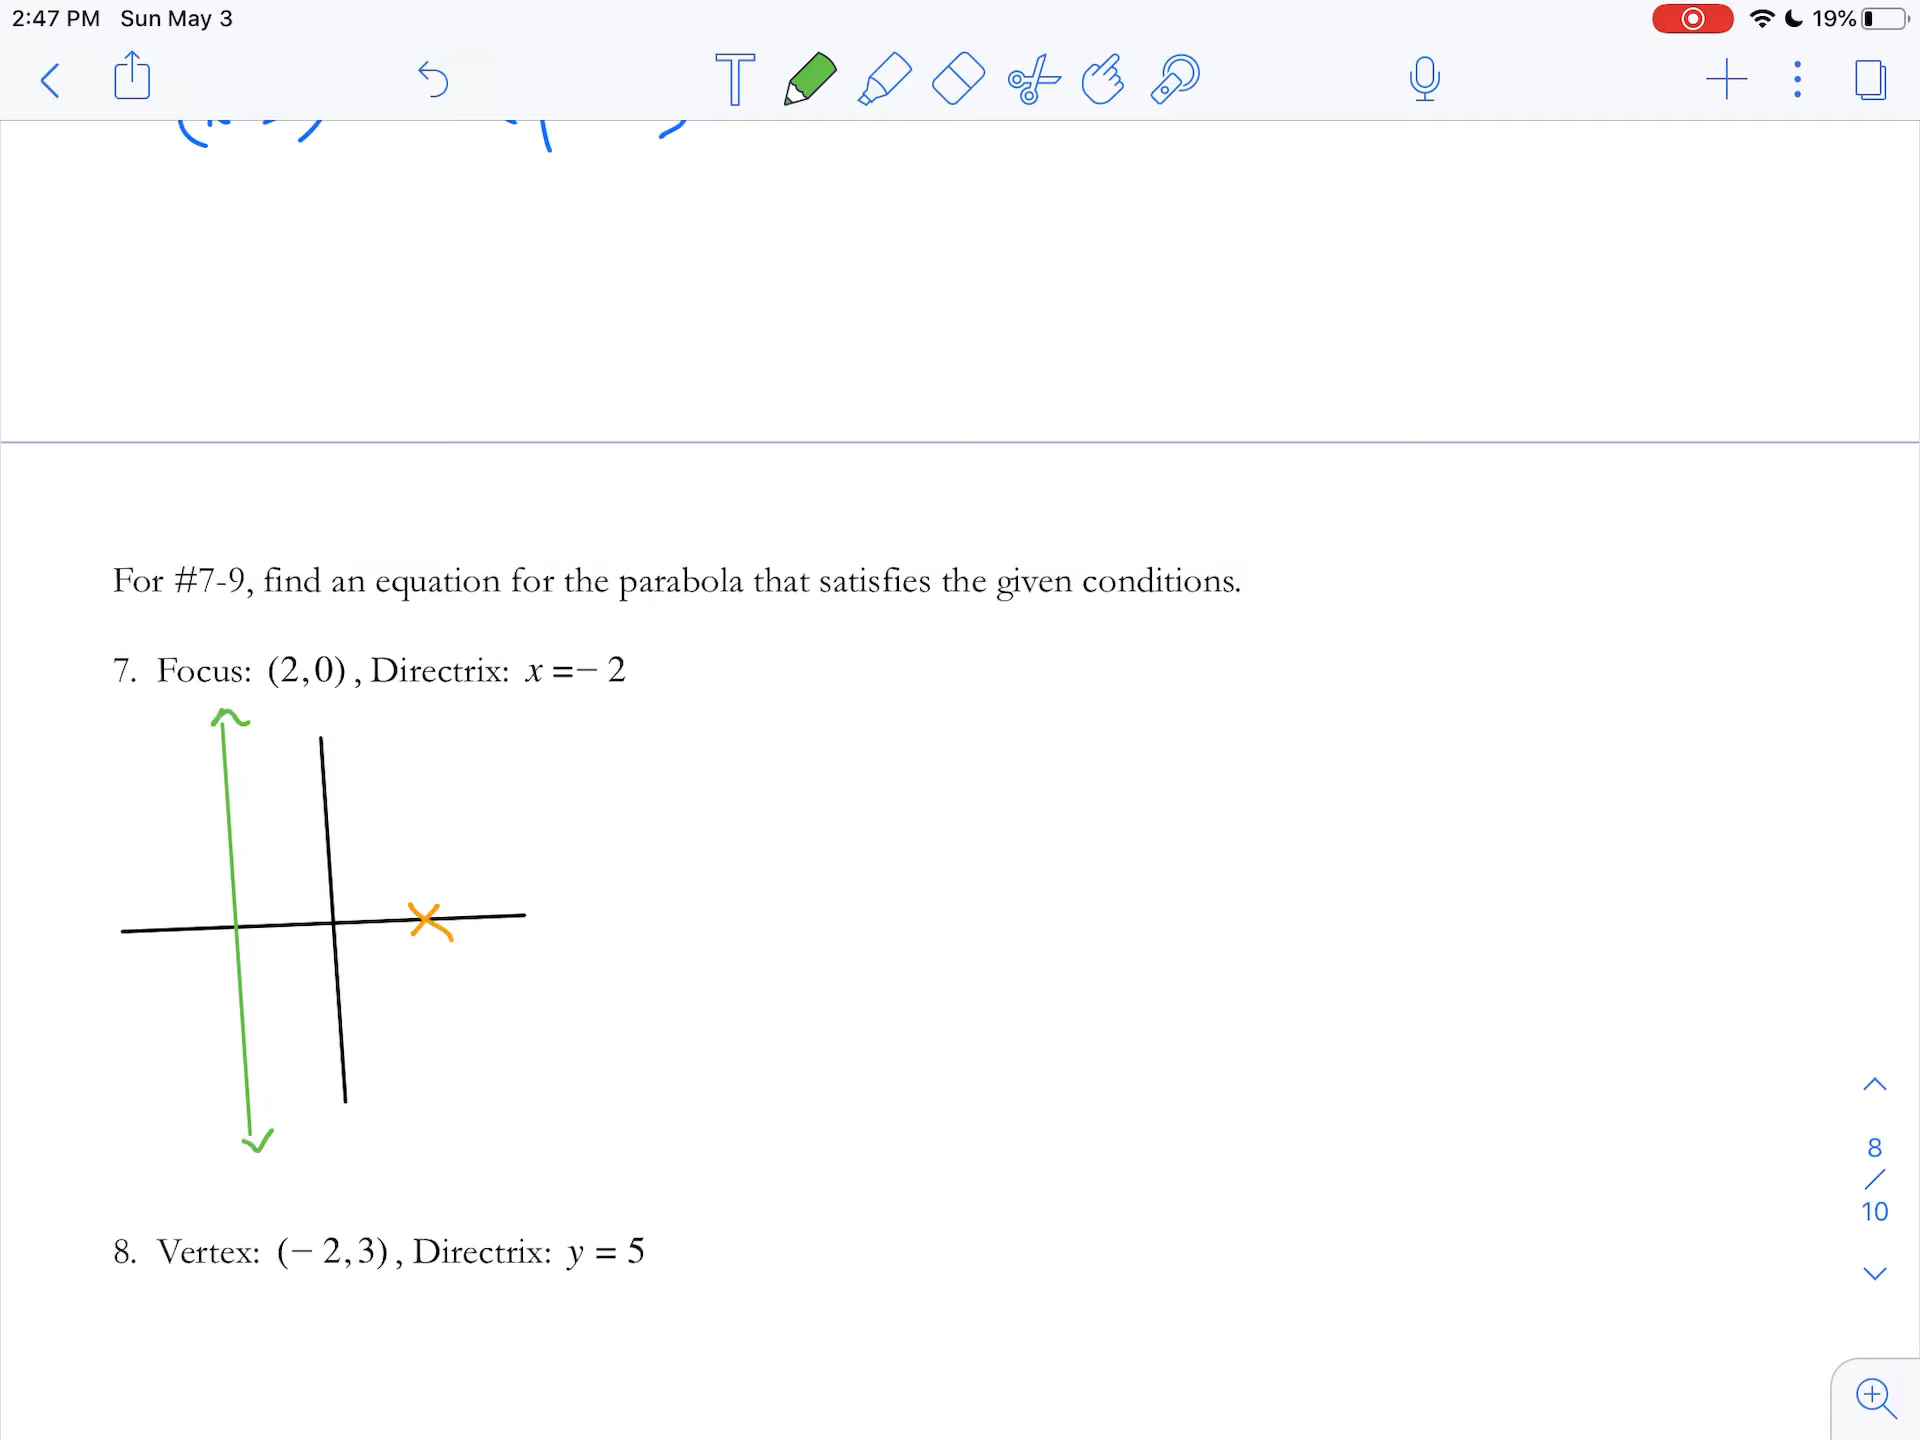 2:47 PM Sun May 3
19%
T
For #7-9, find an equation for the parabola that satisfies the given conditions.
7. Focus: (2,0), Directrix: x =− 2
8. Vertex: (− 2,3), Directrix: y = 5
8
/
10